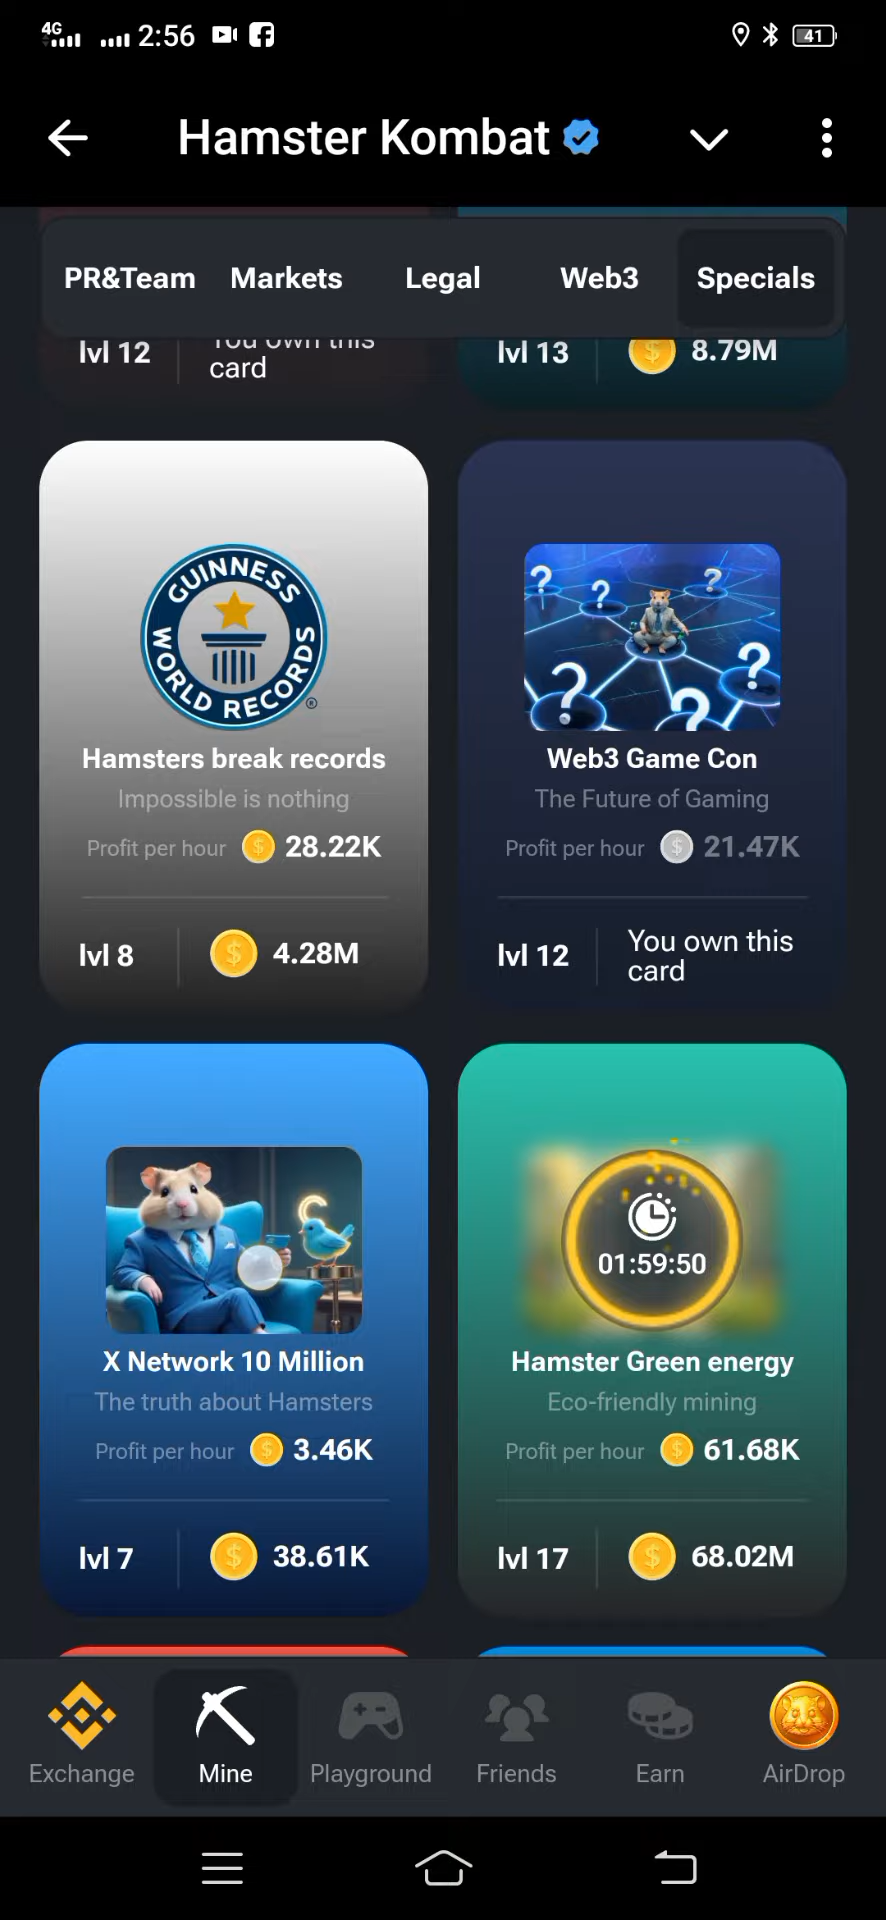 4G
2:56
41
Hamster Kombat
PR&Team Markets Legal Web3 Specials
lvl 12
You own this
card
lvl 13
8.79M
GUINNESS
WORLD RECORDS
®
Hamsters break records
Impossible is nothing
Profit per hour $ 28.22K
lvl 8
$ 4.28M
? ? ? ? ? ?
Web3 Game Con
The Future of Gaming
Profit per hour $ 21.47K
lvl 12
You own this
card
X Network 10 Million
The truth about Hamsters
Profit per hour $ 3.46K
lvl 7
$ 38.61K
01:59:50
Hamster Green energy
Eco-friendly mining
Profit per hour $ 61.68K
lvl 17
$ 68.02M
Exchange Mine Playground Friends Earn AirDrop